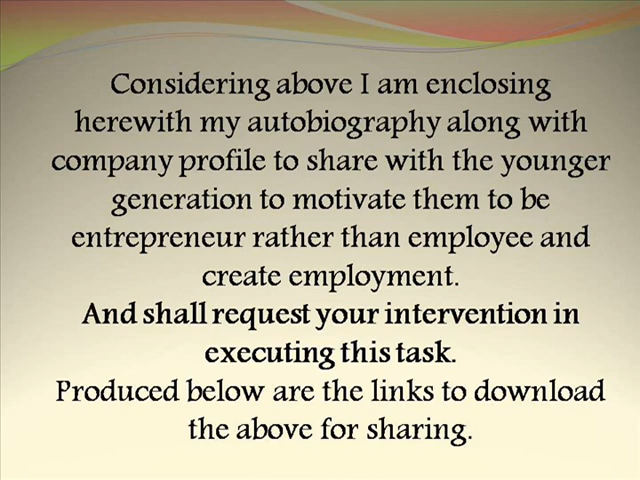 Considering above I am enclosing
herewith my autobiography along with
company profile to share with the younger
generation to motivate them to be
entrepreneur rather than employee and
create employment.
And shall request your intervention in
executing this task.
Produced below are the links to download
the above for sharing.